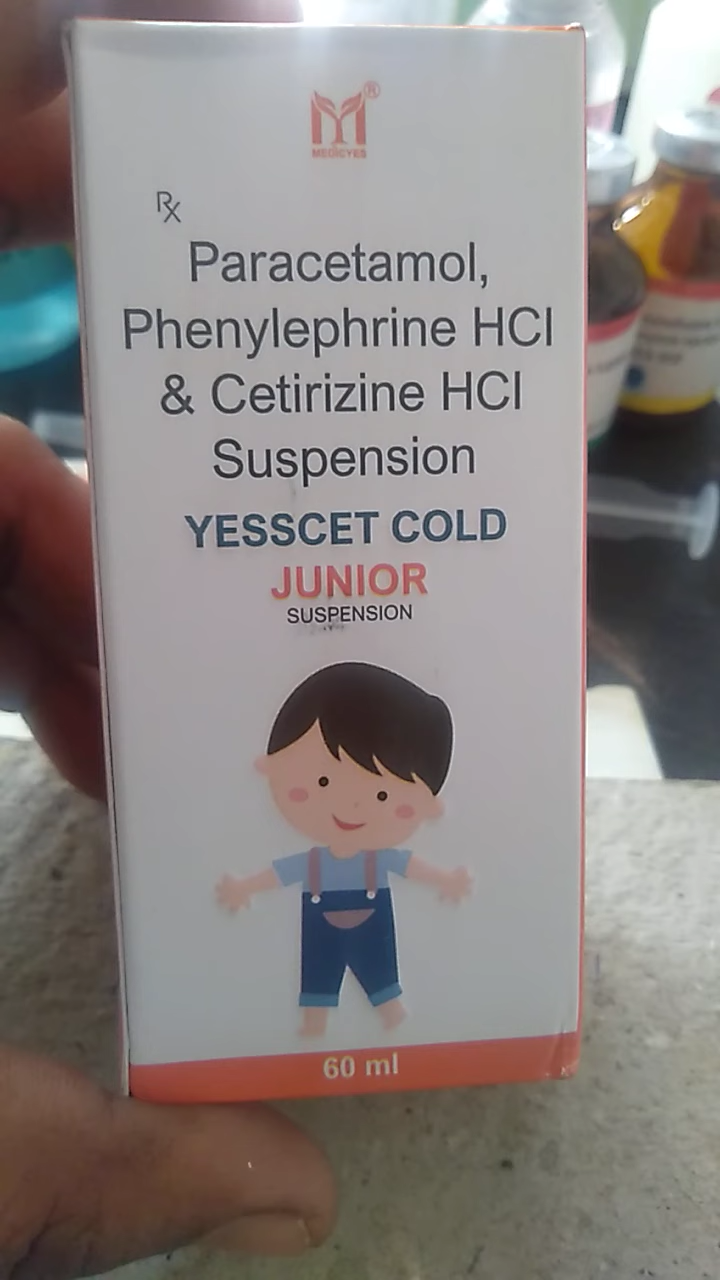 ®
MEDICYES
Rx
Paracetamol,
Phenylephrine HCl
& Cetirizine HCl
Suspension
YESSCET COLD
JUNIOR
SUSPENSION
60 ml